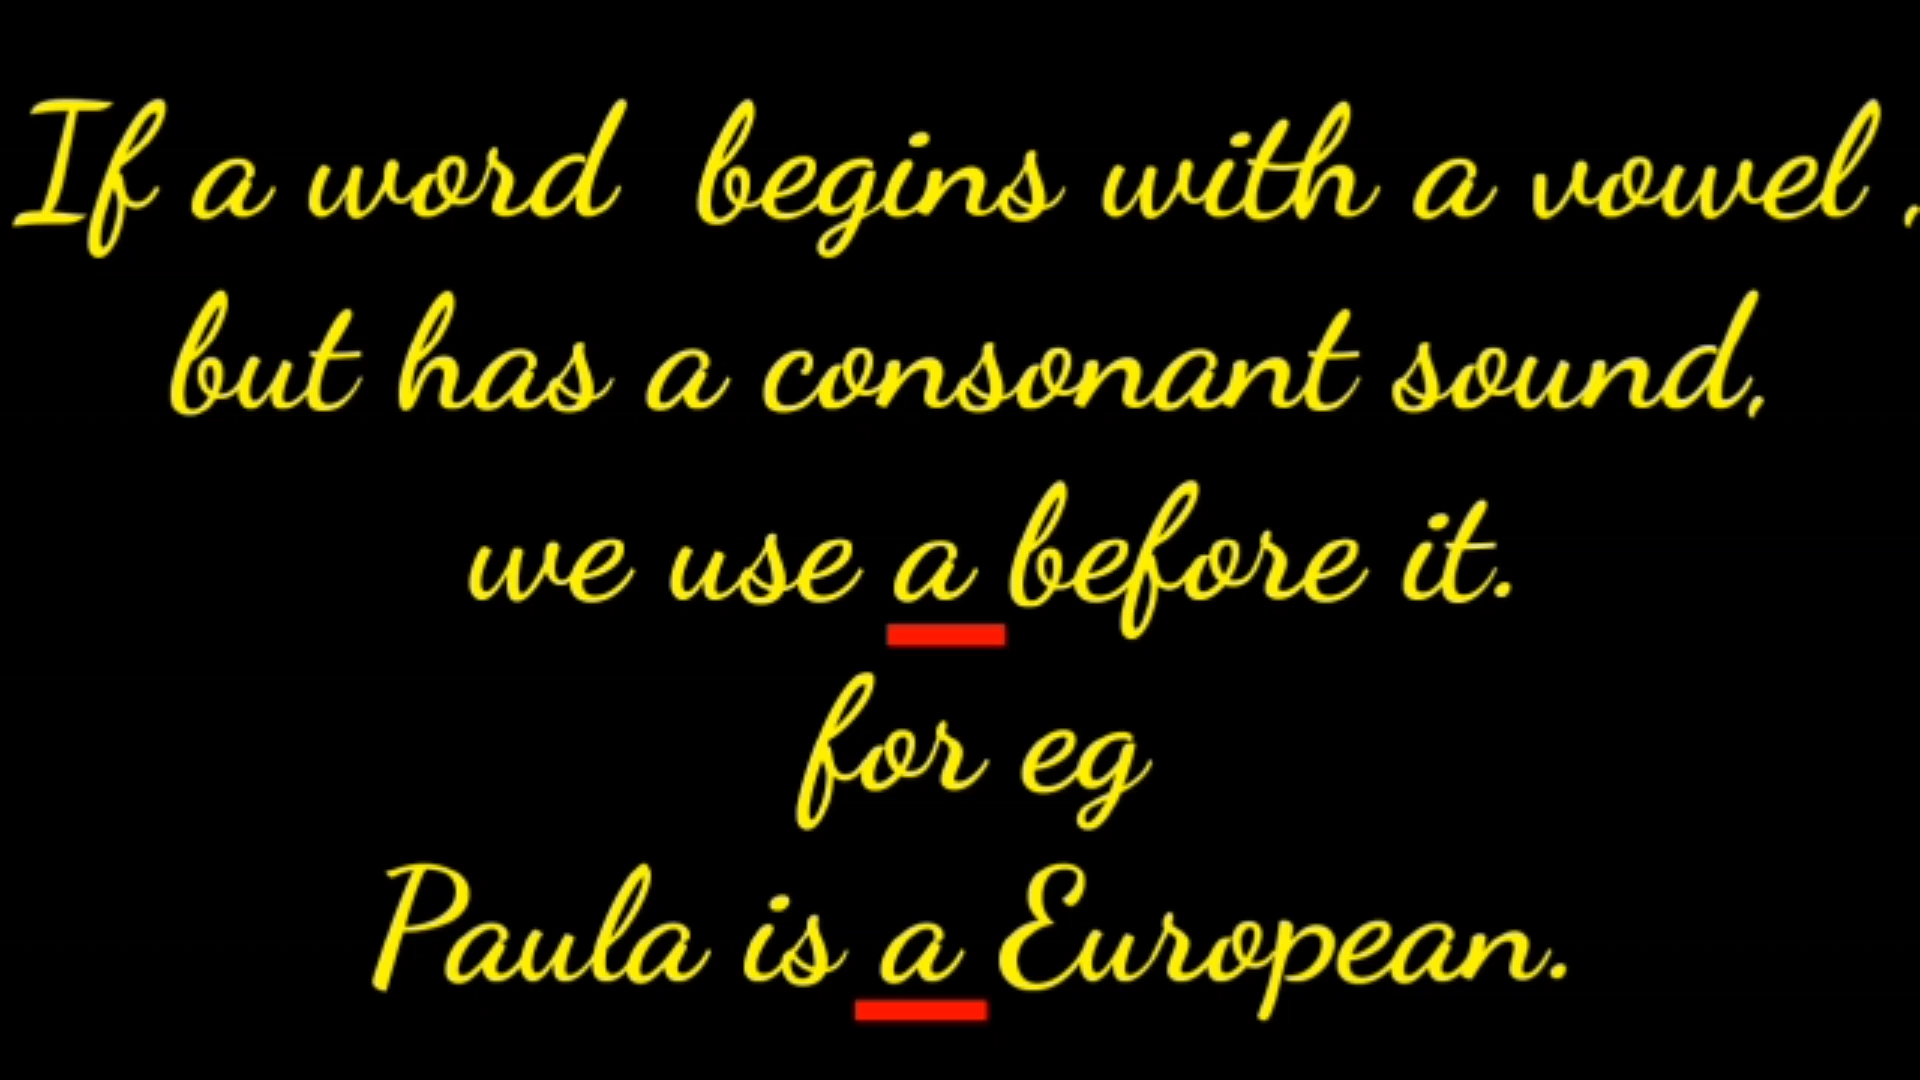 If a word begins with a vowel ,
but has a consonant sound,
we use a before it.
for eg
Paula is a European.